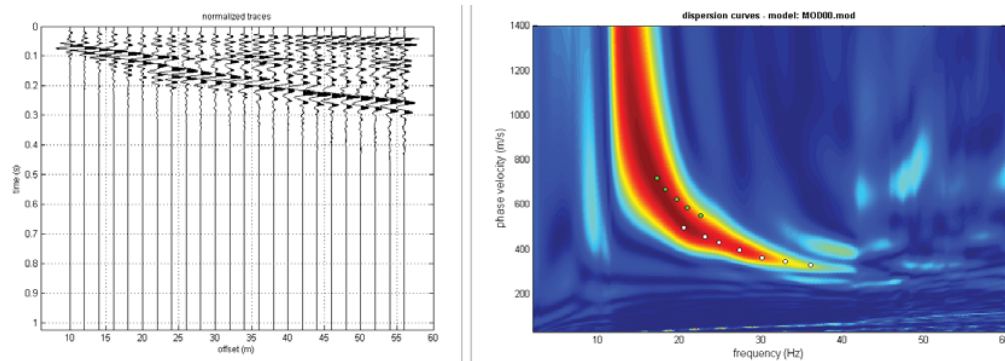 normalized traces
0
0.1
0.2
0.3
0.4
0.5
0.6
0.7
0.8
0.9
1
time (s)
10 15 20 25 30 35 40 45 50 55 60
offset (m)
dispersion curves - model: MOD00.mod
1400
1200
1000
800
600
400
200
phase velocity (m/s)
10 20 30 40 50 60
frequency (Hz)